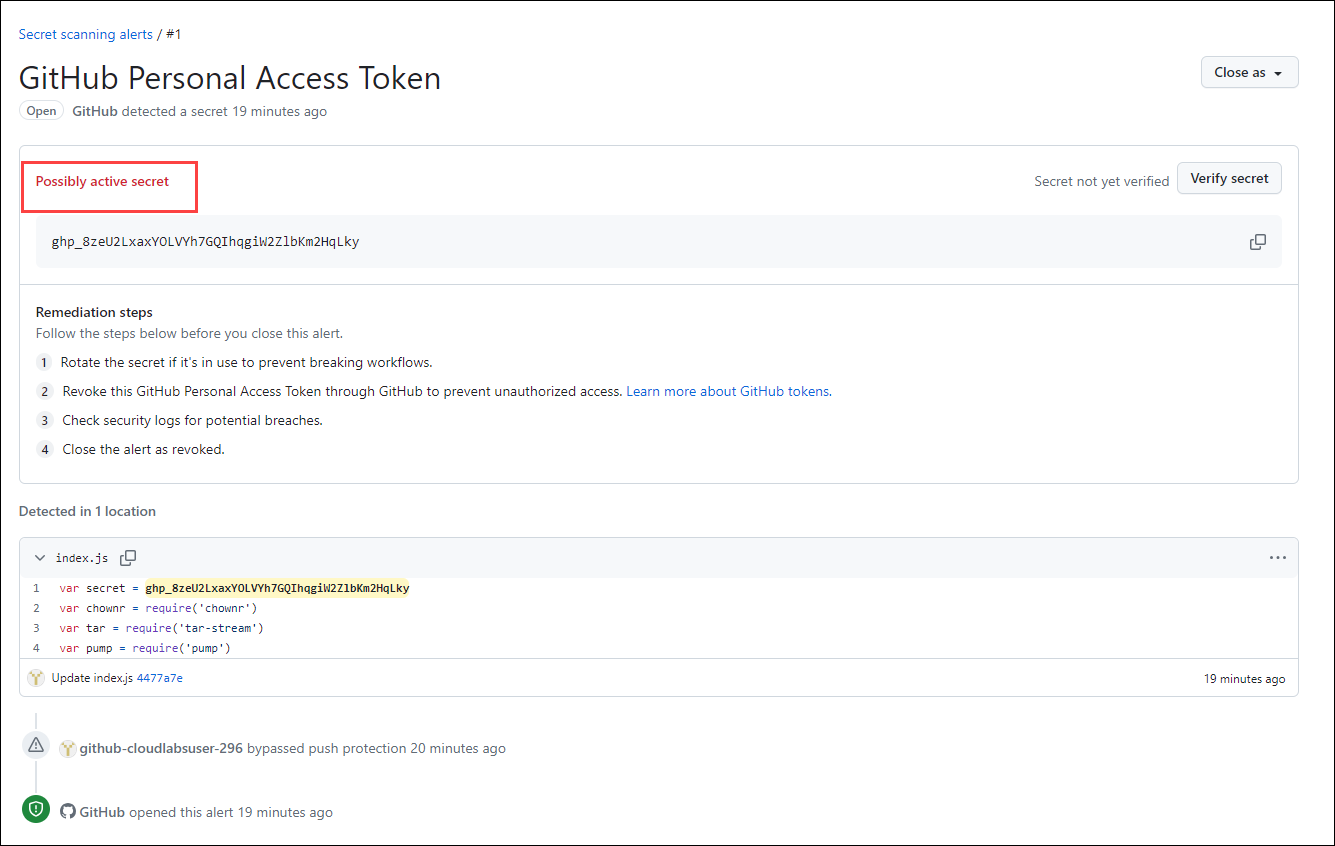 Secret scanning alerts / #1
GitHub Personal Access Token
Close as
Open GitHub detected a secret 19 minutes ago
Possibly active secret
Secret not yet verified Verify secret
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
Remediation steps
Follow the steps below before you close this alert.
1 Rotate the secret if it's in use to prevent breaking workflows.
2 Revoke this GitHub Personal Access Token through GitHub to prevent unauthorized access. Learn more about GitHub tokens.
3 Check security logs for potential breaches.
4 Close the alert as revoked.
Detected in 1 location
index.js
1 var secret = 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
2 var chownr = require('chownr')
3 var tar = require('tar-stream')
4 var pump = require('pump')
Update index.js 4477a7e
19 minutes ago
github-cloudlabsuser-296 bypassed push protection 20 minutes ago
GitHub opened this alert 19 minutes ago